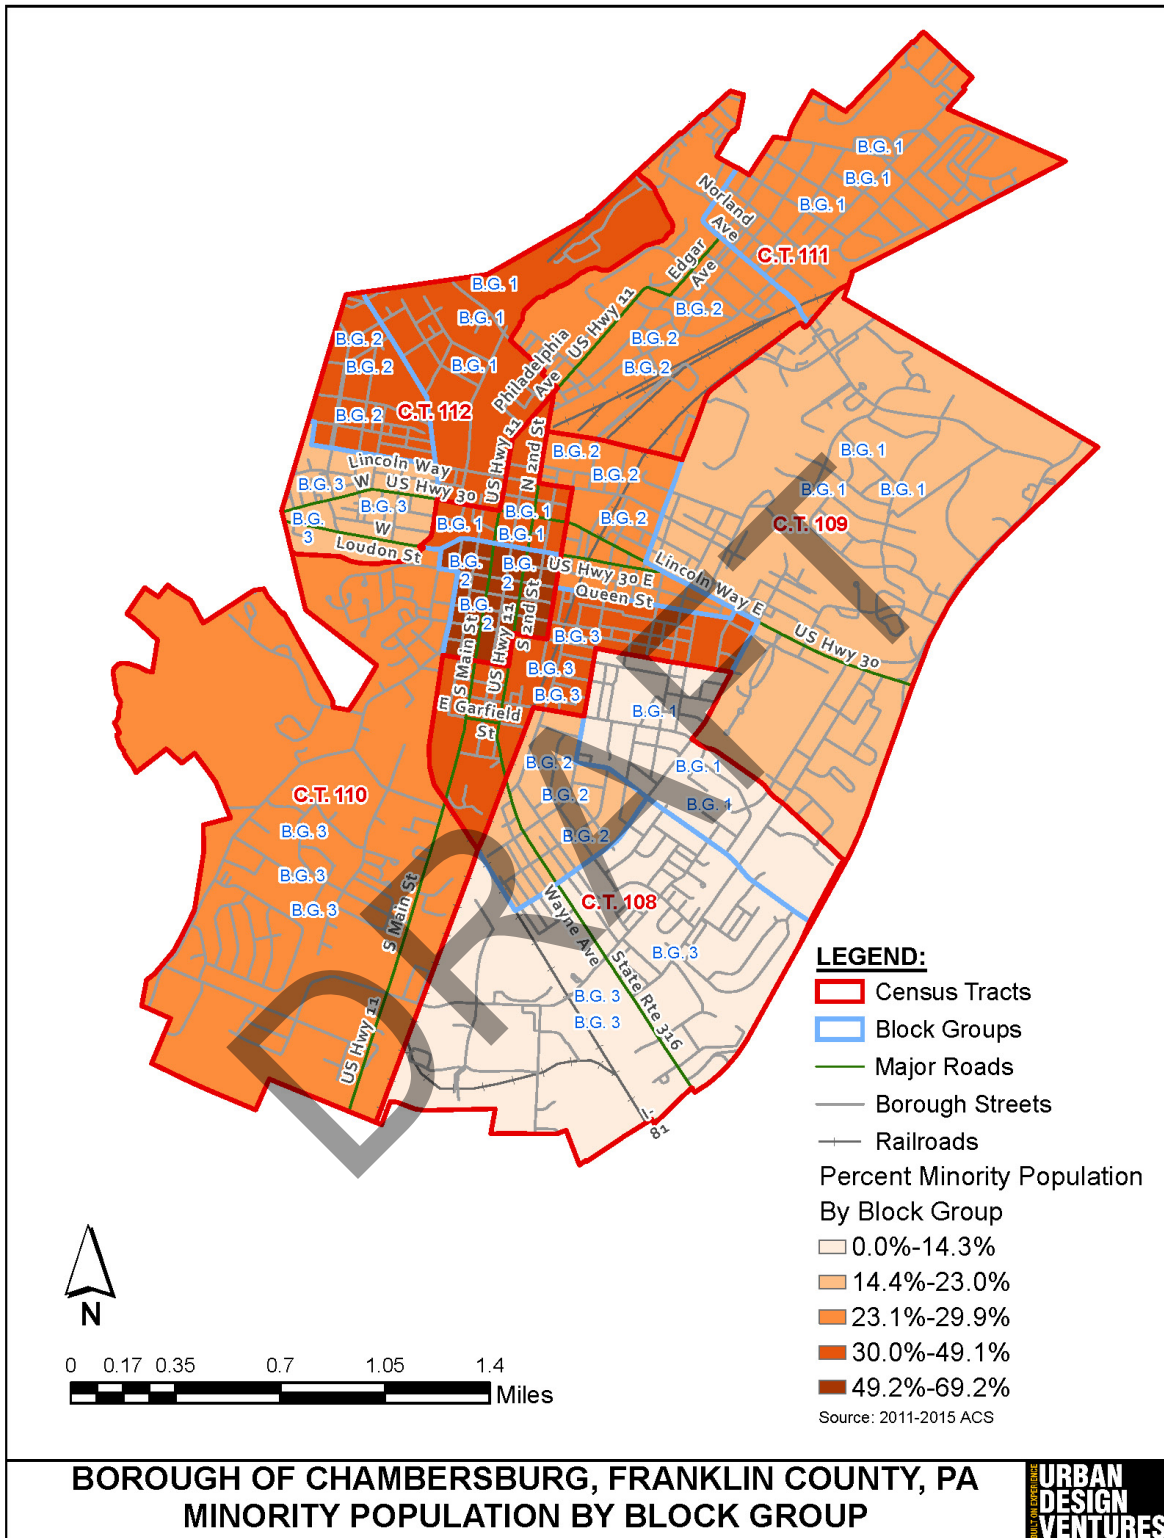 B.G. 1
B.G. 1
B.G. 1
Norland
Ave
C.T. 111
Edgar
Ave
B.G. 1
US Hwy 11
B.G. 2
B.G. 1
B.G. 2
B.G. 2
B.G. 2
B.G. 1
B.G. 2
Philadelphia
Ave
B.G. 2
C.T. 112
US Hwy 11
N 2nd St
B.G. 2
B.G. 1
Lincoln Way
W
US Hwy 30
B.G. 2
B.G. 3
B.G. 1
B.G. 1
B.G. 3
B.G. 1
B.G. 2
C.T. 109
B.G.
3
W
Loudon St
B.G. 1
B.G. 1
B.G.
2
B.G.
2
US Hwy 30 E
Queen St
Lincoln Way E
B.G.
2
S Main St
US Hwy 11
S 2nd St
B.G. 3
US Hwy 30
B.G. 3
B.G. 3
E Garfield
St
B.G. 1
B.G. 2
B.G. 1
C.T. 110
B.G. 2
B.G. 1
B.G. 3
B.G. 2
B.G. 3
B.G. 3
S Main St
C.T. 108
Wayne Ave
B.G. 3
State Rte 316
B.G. 3
B.G. 3
US Hwy 11
I-81
DRAFT
LEGEND:
Census Tracts
Block Groups
Major Roads
Borough Streets
Railroads
Percent Minority Population
By Block Group
0.0%-14.3%
14.4%-23.0%
23.1%-29.9%
30.0%-49.1%
49.2%-69.2%
Source: 2011-2015 ACS
N
0 0.17 0.35 0.7 1.05 1.4
Miles
BOROUGH OF CHAMBERSBURG, FRANKLIN COUNTY, PA
MINORITY POPULATION BY BLOCK GROUP
BUILT ON EXPERIENCE
URBAN
DESIGN
VENTURES